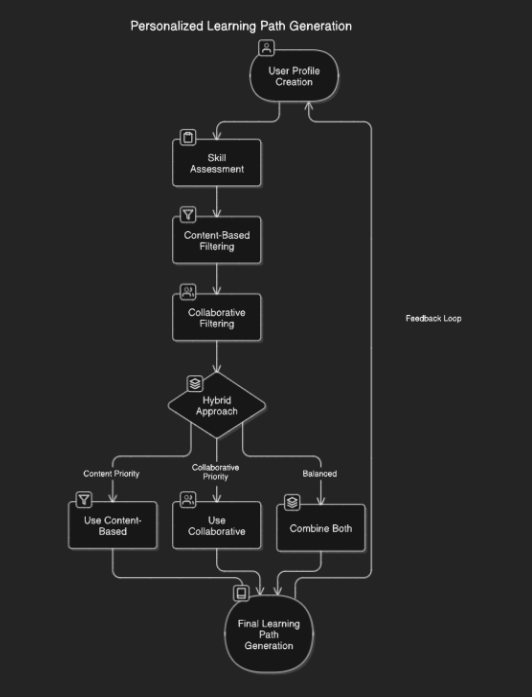 Personalized Learning Path Generation
User Profile
Creation
Skill
Assessment
Content-Based
Filtering
Collaborative
Filtering
Feedback Loop
Hybrid
Approach
Content Priority
Collaborative
Priority
Balanced
Use Content-
Based
Use
Collaborative
Combine Both
Final Learning
Path
Generation